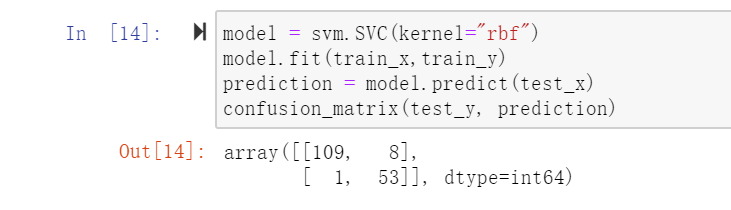 In [14]: model = svm.SVC(kernel="rbf")
model.fit(train_x,train_y)
prediction = model.predict(test_x)
confusion_matrix(test_y, prediction)
Out[14]: array([[109,   8],
       [  1,  53]], dtype=int64)